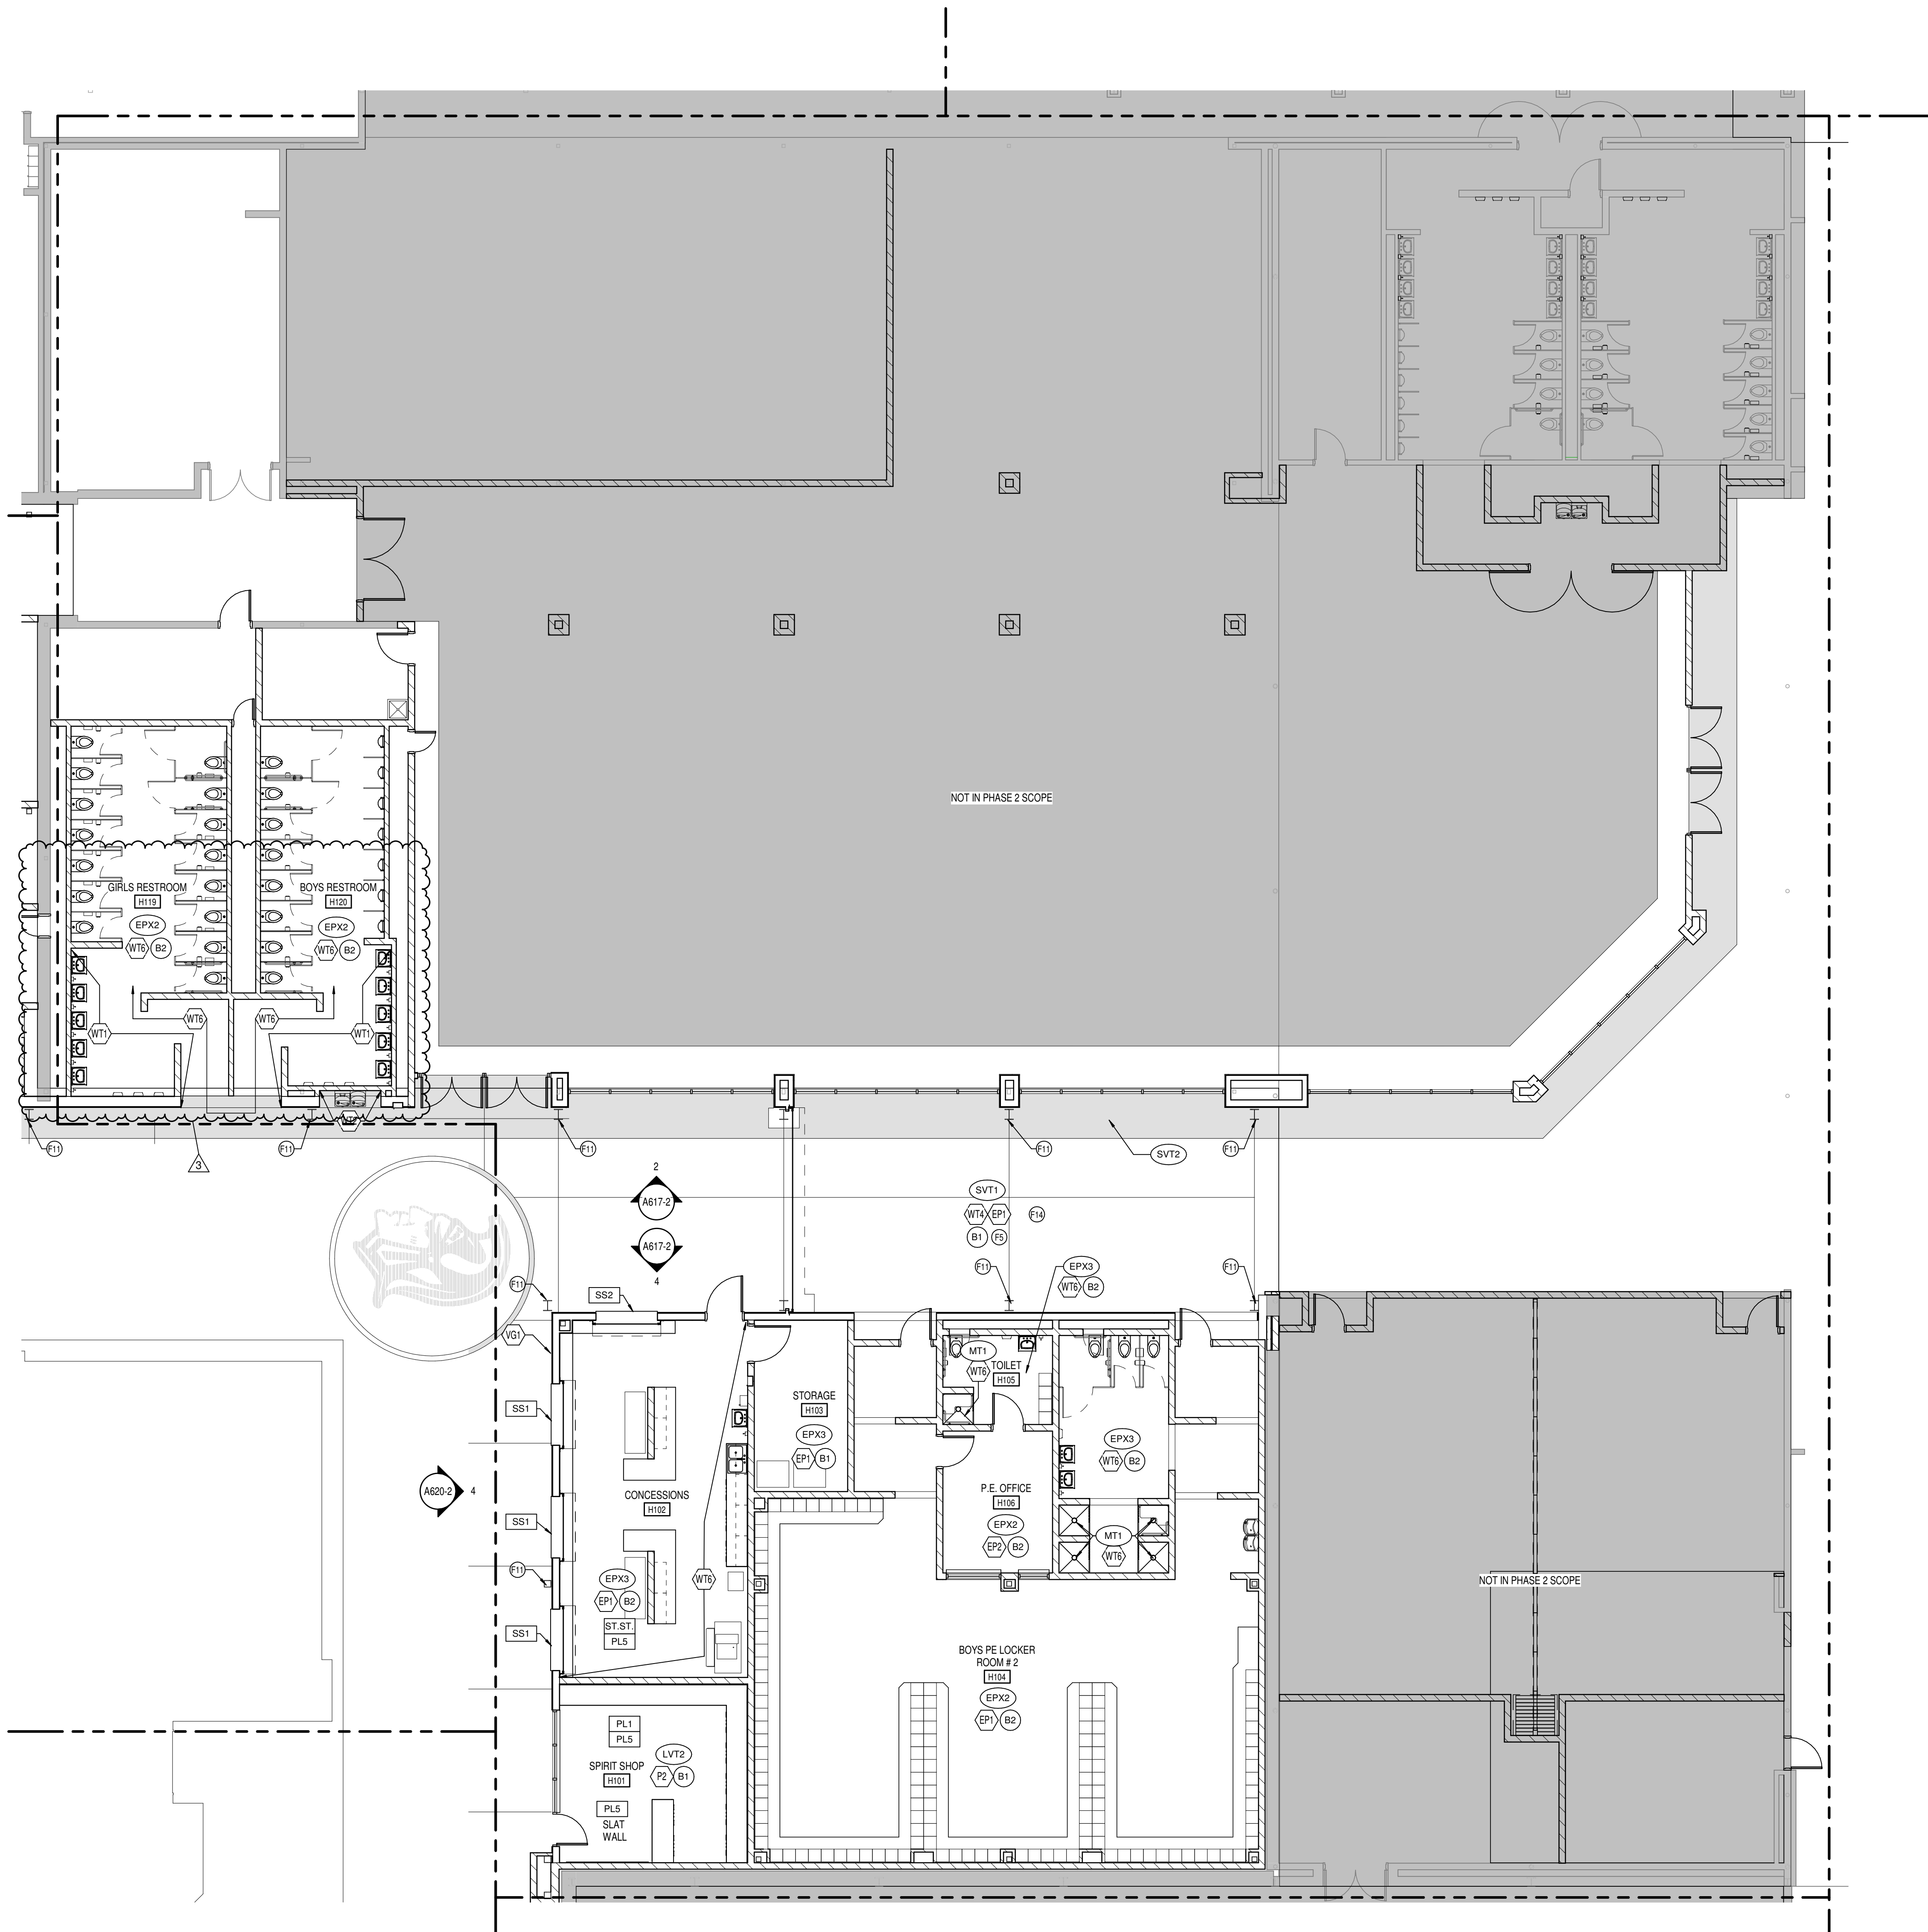 NOT IN PHASE 2 SCOPE
GIRLS RESTROOM
H119
EPX2
WT6 B2
BOYS RESTROOM
H120
EPX2
WT6 B2
WT1
WT6
WT6
WT1
F11
3
F11
F11
F11
F11
SVT2
2
A617-2
A617-2
4
SVT1
WT4 EP1 F14
B1 F5
F11
F11
F11
EPX3
WT6 B2
SS2
VG1
MT1
WT6
TOILET
H105
SS1
STORAGE
H103
EPX3
EP1 B1
EPX3
WT6 B2
A620-2 4
CONCESSIONS
H102
P.E. OFFICE
H106
EPX2
EP2 B2
SS1
MT1
WT6
F11
EPX3
EP1 B2
WT6
ST.ST.
PL5
SS1
NOT IN PHASE 2 SCOPE
BOYS PE LOCKER
ROOM # 2
H104
EPX2
EP1 B2
PL1
PL5
LVT2
P2 B1
SPIRIT SHOP
H101
PL5
SLAT
WALL